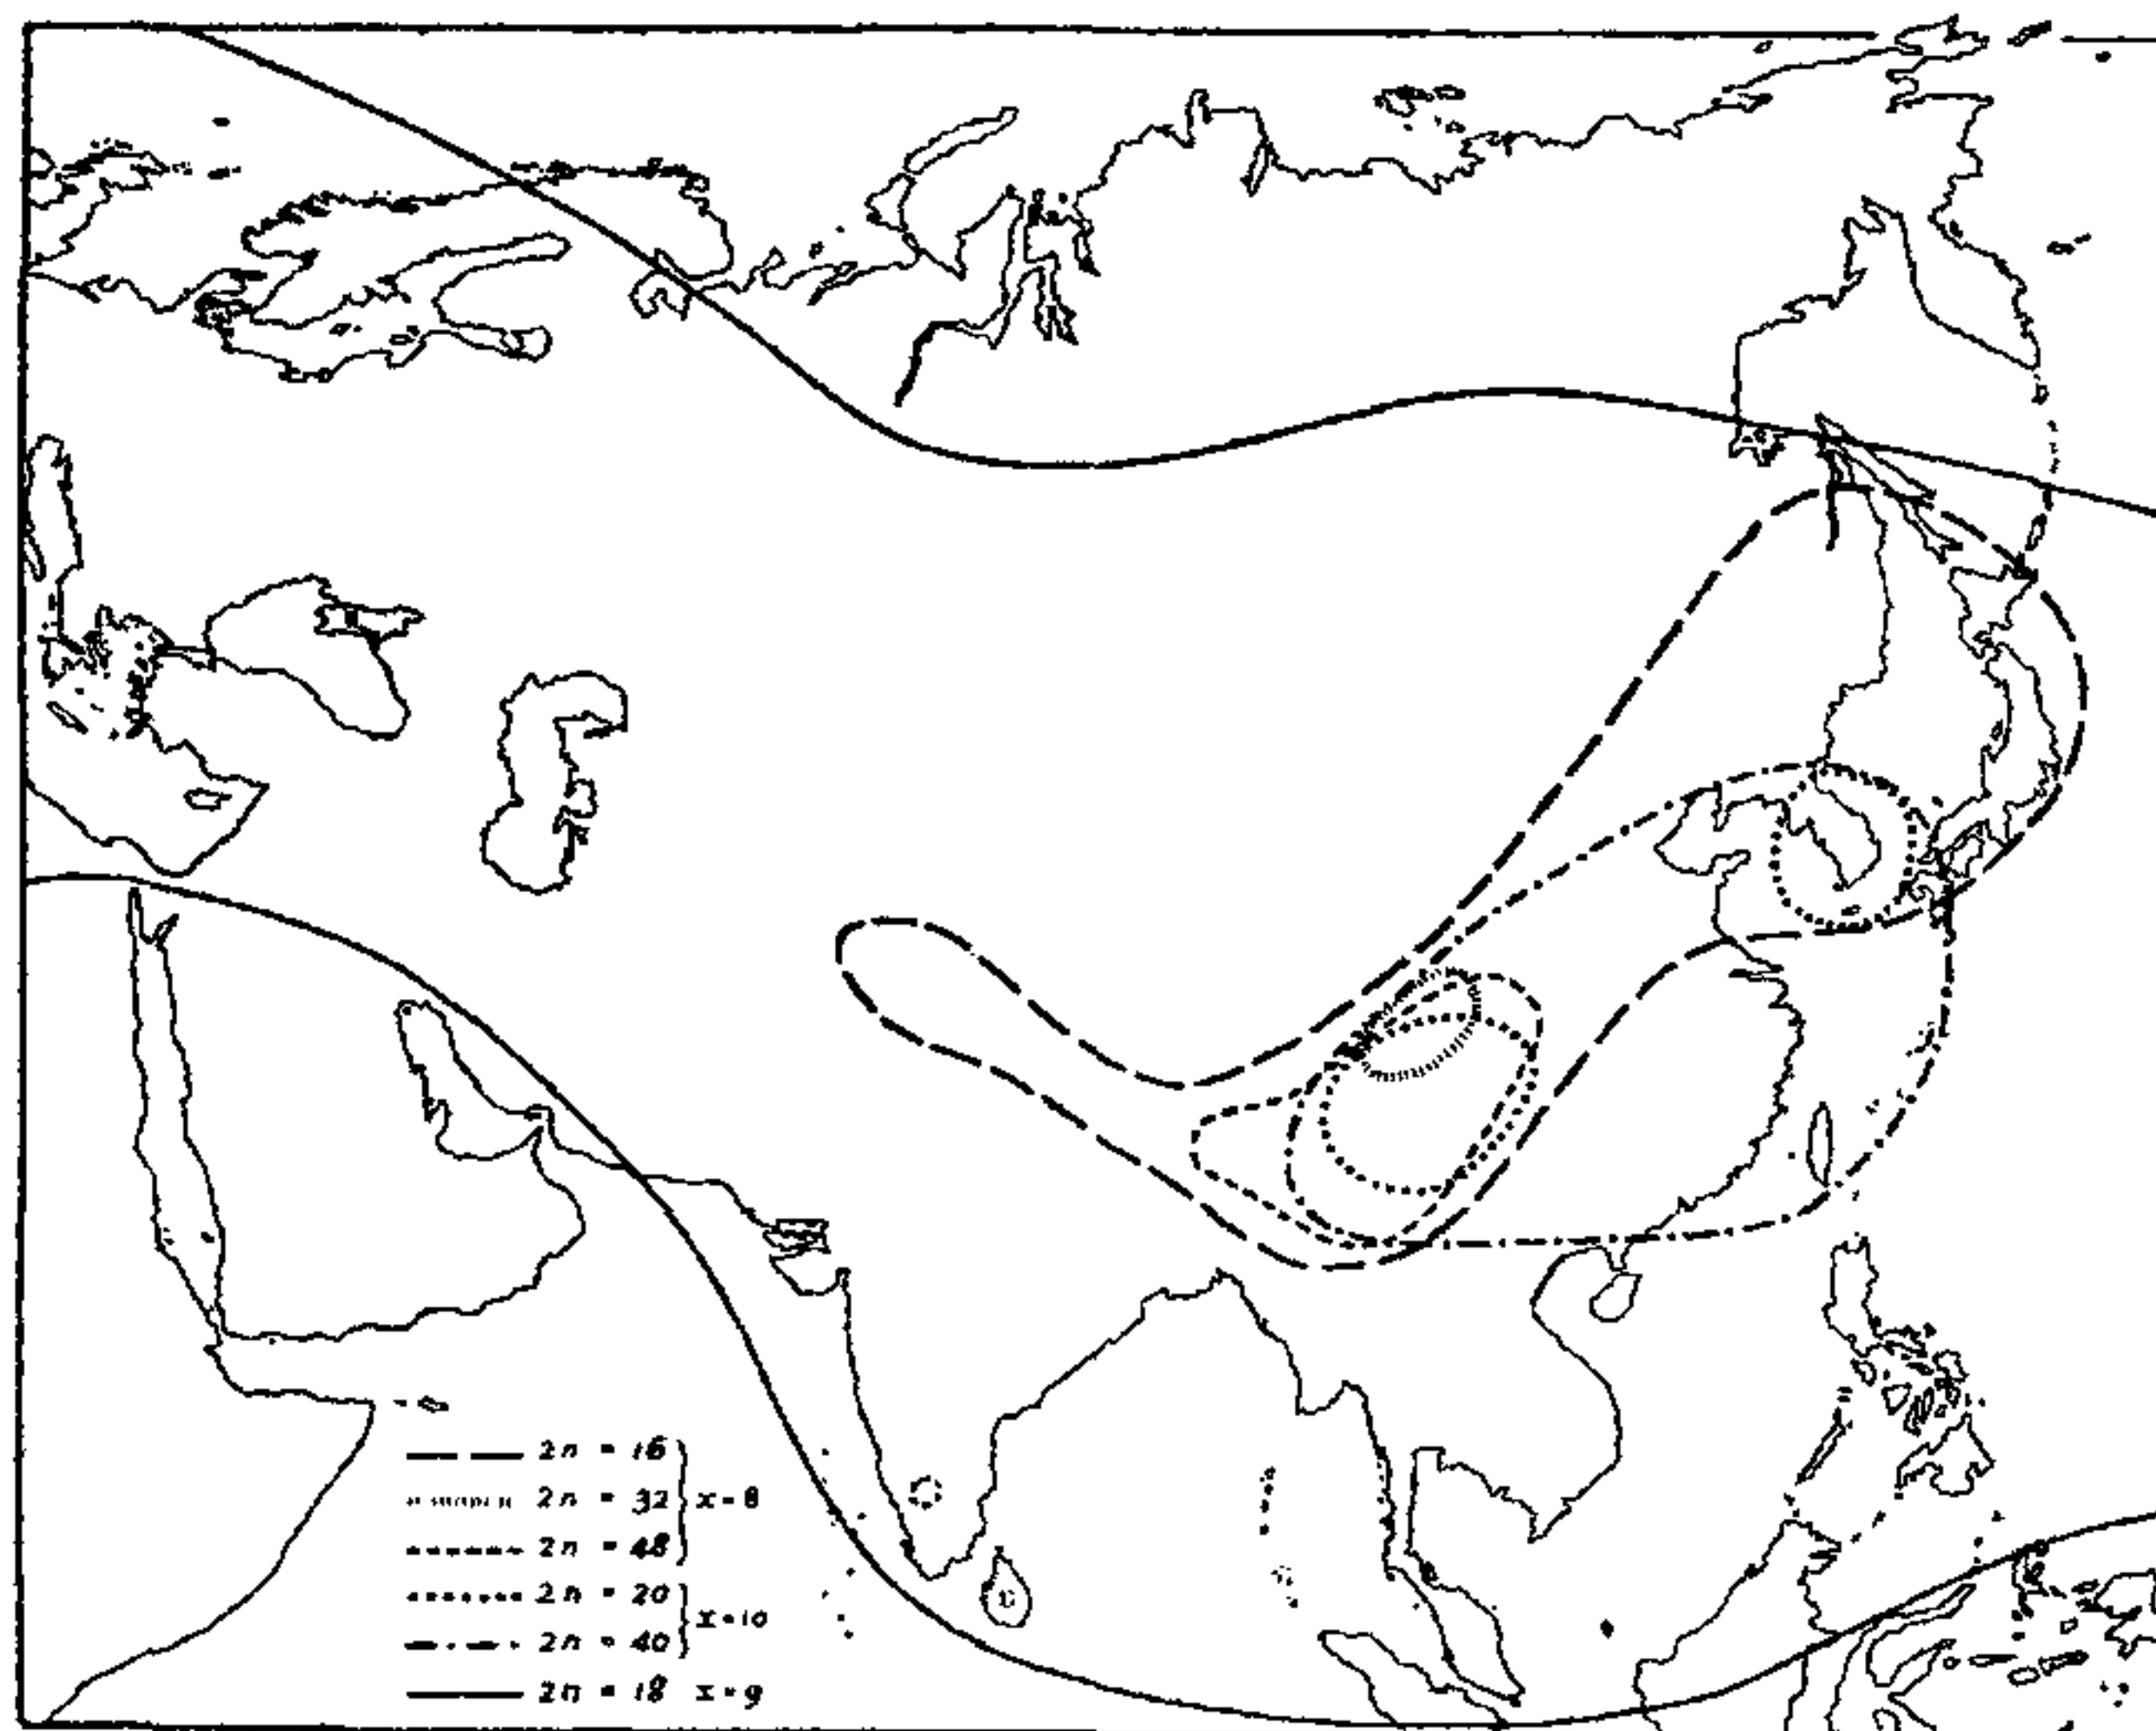 2n = 16
2n = 32 x=8
2n = 48
2n = 20
2n = 40 x=10
2n = 18 x=9